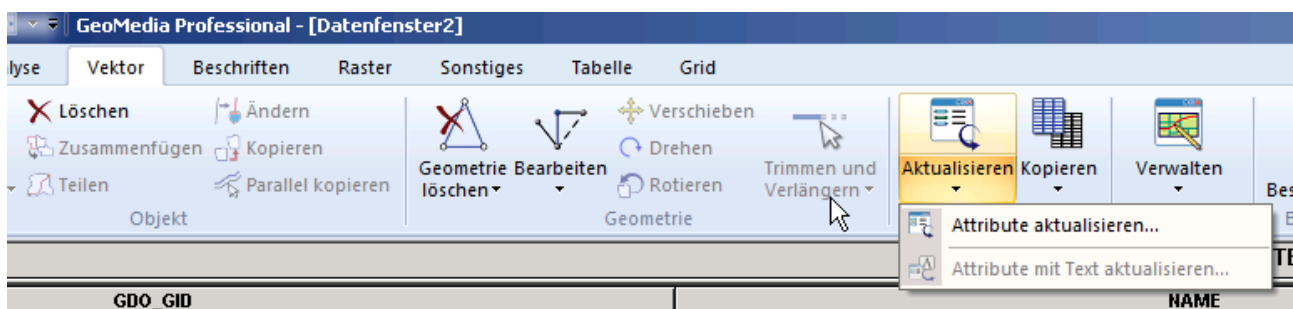 GeoMedia Professional - [Datenfenster2]
lyse Vektor Beschriften Raster Sonstiges Tabelle Grid
Löschen Ändern Verschieben
Zusammenfügen Kopieren Drehen
Teilen Parallel kopieren Rotieren
Geometrie löschen Bearbeiten Trimmen und Verlängern Aktualisieren Kopieren Verwalten
Bes
Objekt Geometrie
Attribute aktualisieren...
Attribute mit Text aktualisieren...
TE
GDO_GID NAME